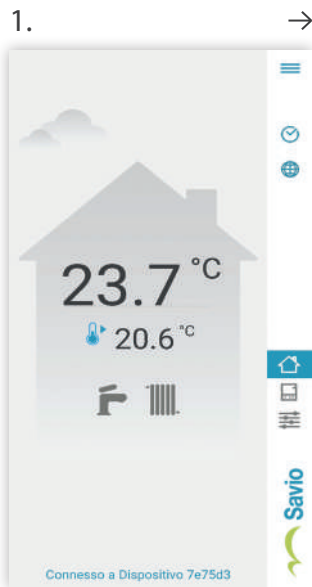 1. →
23.7 °C
20.6 °C
Savio
Connesso a Dispositivo 7e75d3